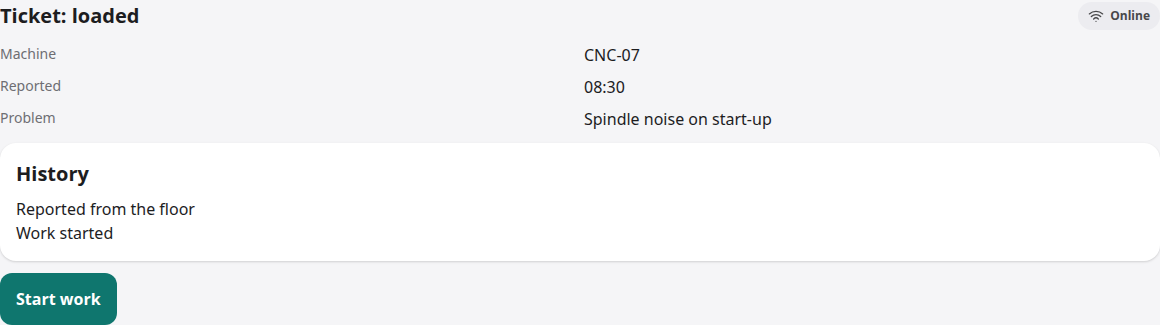 Ticket: loaded
Online
Machine
CNC-07
Reported
08:30
Problem
Spindle noise on start-up
History
Reported from the floor
Work started
Start work